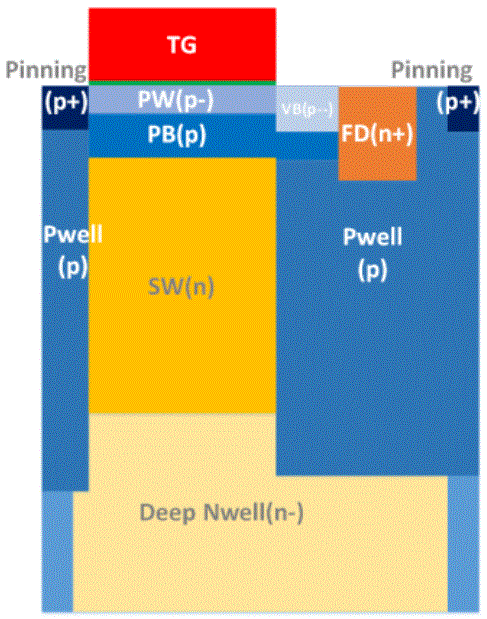 TG
Pinning
Pinning
(p+)
PW(p-)
VB(p--)
(p+)
PB(p)
FD(n+)
Pwell
(p)
Pwell
(p)
SW(n)
Deep Nwell(n-)